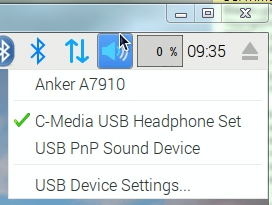 0 % 09:35
Anker A7910
C-Media USB Headphone Set
USB PnP Sound Device
USB Device Settings...